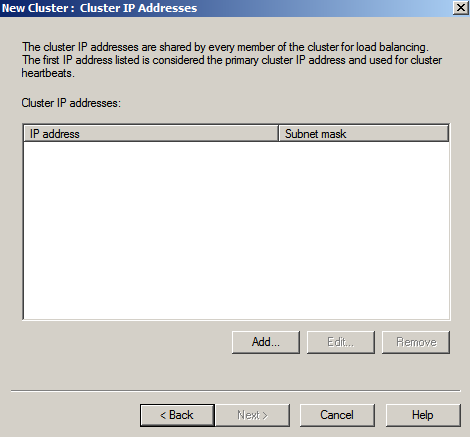 New Cluster :  Cluster IP Addresses
The cluster IP addresses are shared by every member of the cluster for load balancing.
The first IP address listed is considered the primary cluster IP address and used for cluster
heartbeats.
Cluster IP addresses:
IP address Subnet mask
Add... Edit... Remove
< Back Next > Cancel Help